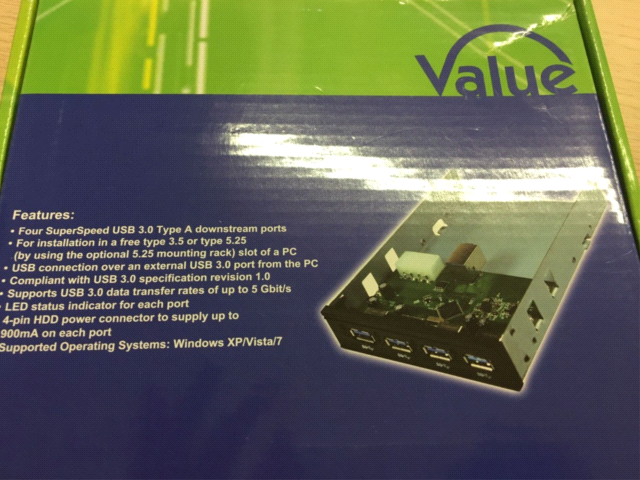 Value
Features:
• Four SuperSpeed USB 3.0 Type A downstream ports
• For installation in a free type 3.5 or type 5.25
(by using the optional 5.25 mounting rack) slot of a PC
• USB connection over an external USB 3.0 port from the PC
• Compliant with USB 3.0 specification revision 1.0
• Supports USB 3.0 data transfer rates of up to 5 Gbit/s
• LED status indicator for each port
4-pin HDD power connector to supply up to
900mA on each port
Supported Operating Systems: Windows XP/Vista/7